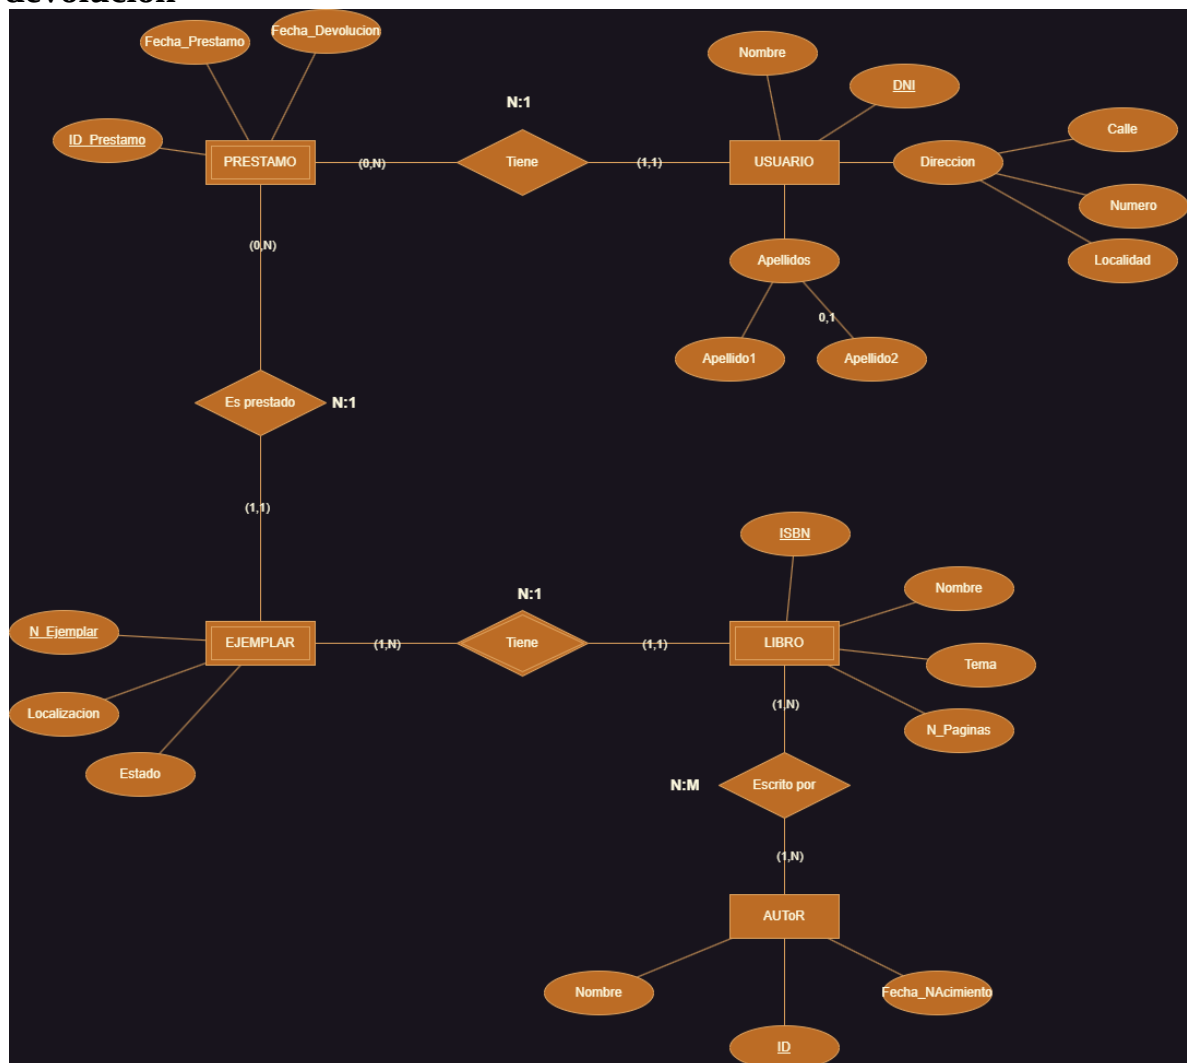 devolución
Fecha_Prestamo
Fecha_Devolucion
Nombre
DNI
N:1
Calle
ID_Prestamo
PRESTAMO
(0,N)
Tiene
(1,1)
USUARIO
Direccion
Numero
(0,N)
Apellidos
Localidad
0,1
Apellido1
Apellido2
Es prestado
N:1
(1,1)
ISBN
Nombre
N:1
N_Ejemplar
EJEMPLAR
(1,N)
Tiene
(1,1)
LIBRO
Tema
(1,N)
Localizacion
N_Paginas
Estado
N:M
Escrito por
(1,N)
AUToR
Nombre
Fecha_NAcimiento
ID